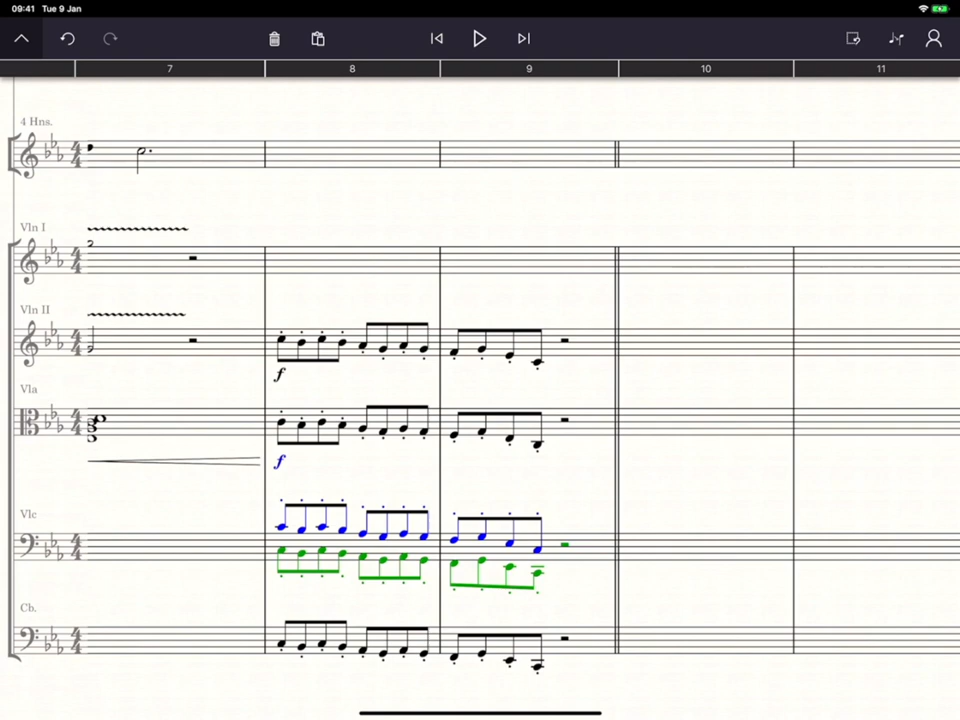 09:41 Tue 9 Jan
7 8 9 10 11
4 Hns.
Vln I
Vln II
f
Vla
f
Vlc
Cb.